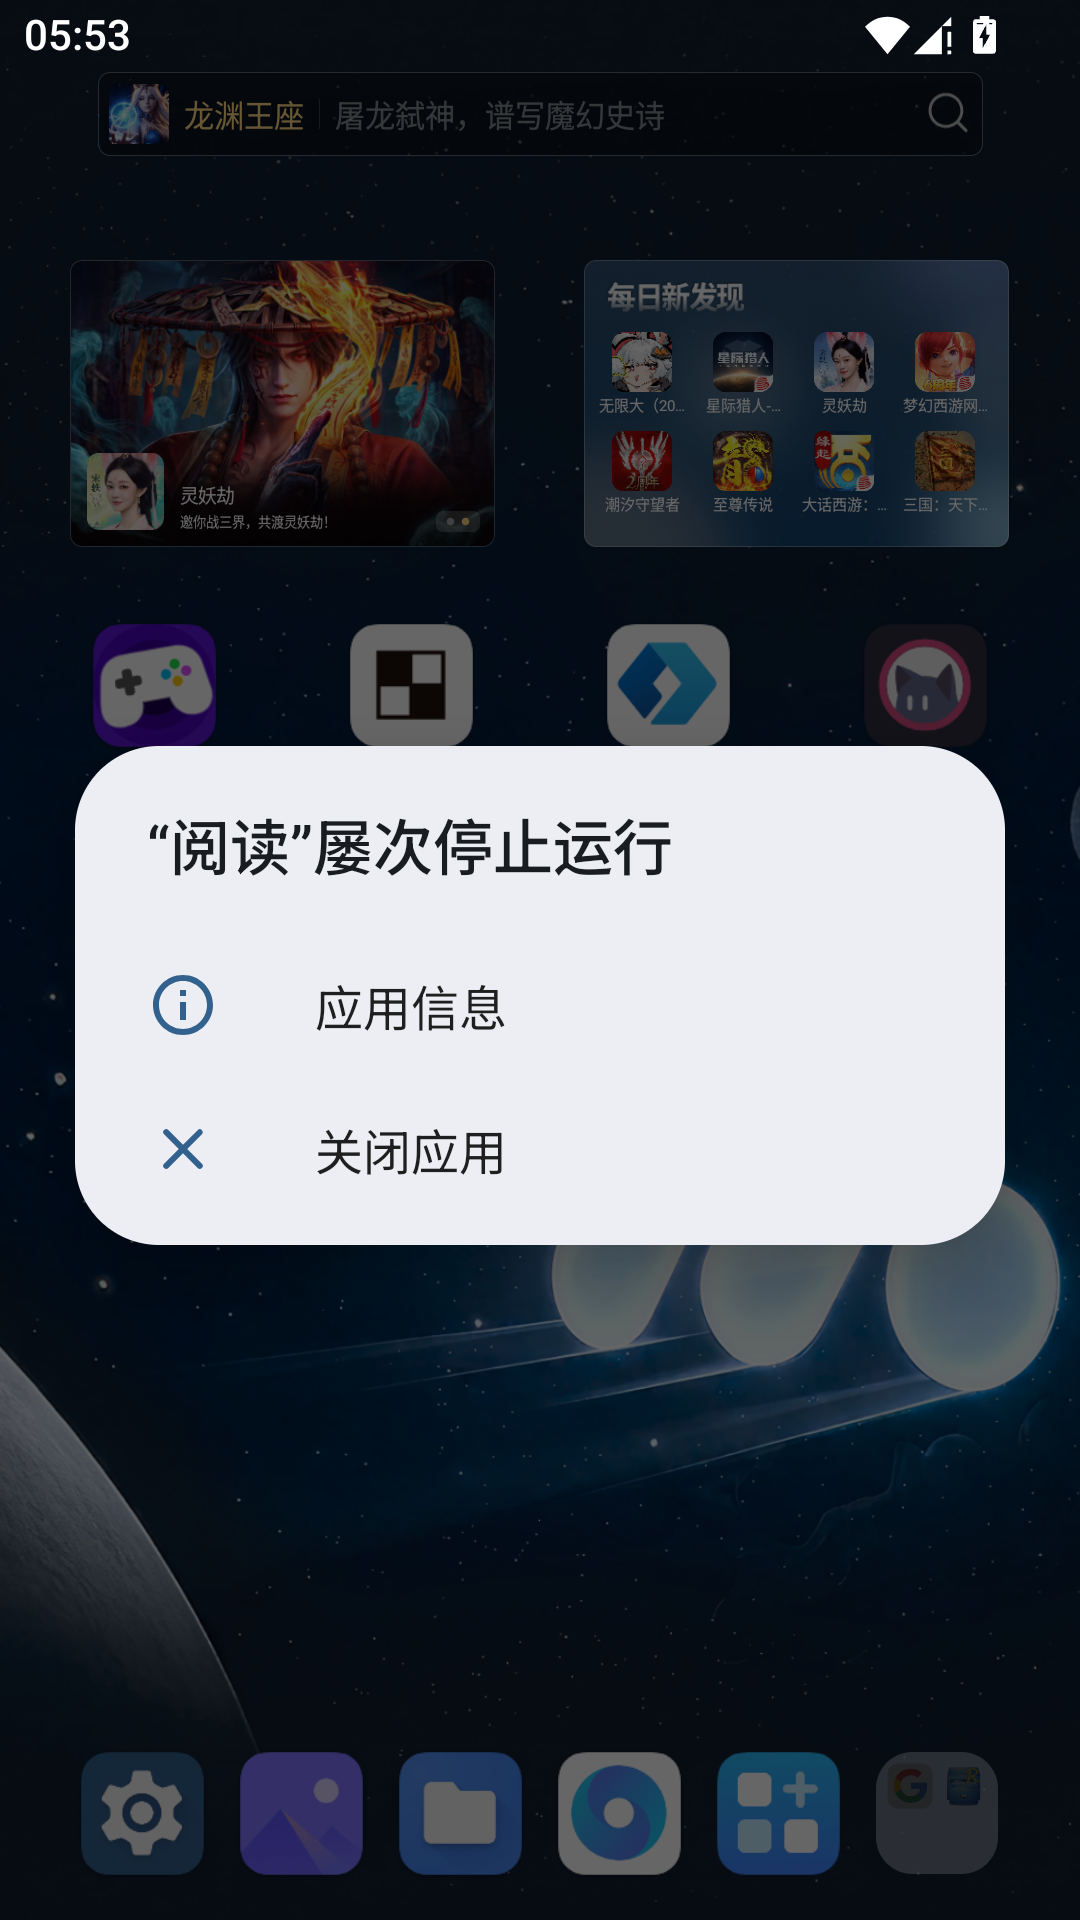 05:53
龙渊王座 屠龙弑神，谱写魔幻史诗
灵妖劫
邀你战三界，共渡灵妖劫!
每日新发现
无限大（20... 星际猎人-... 灵妖劫 梦幻西游网...
潮汐守望者 至尊传说 大话西游：... 三国：天下...
“阅读”屡次停止运行
应用信息
关闭应用